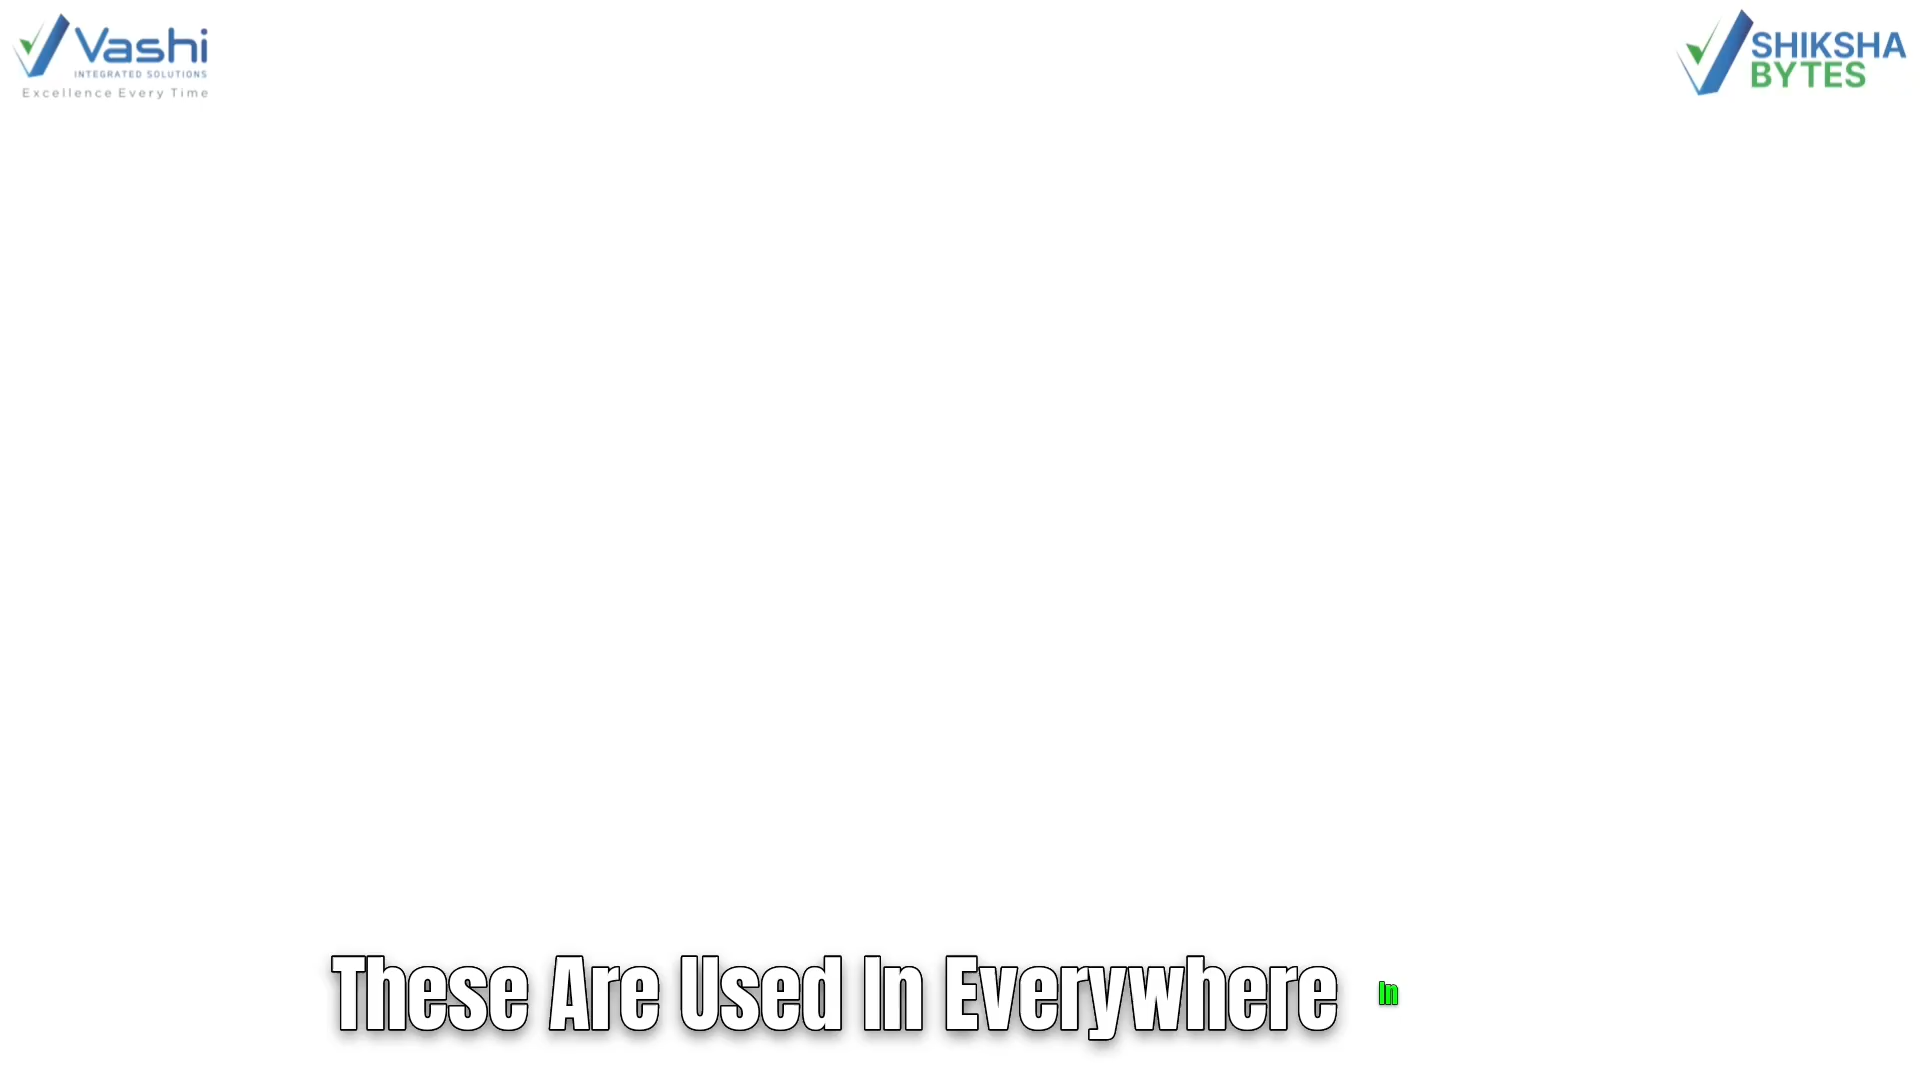 Vashi
INTEGRATED SOLUTIONS
Excellence Every Time
SHIKSHA
BYTES
These Are Used In Everywhere In